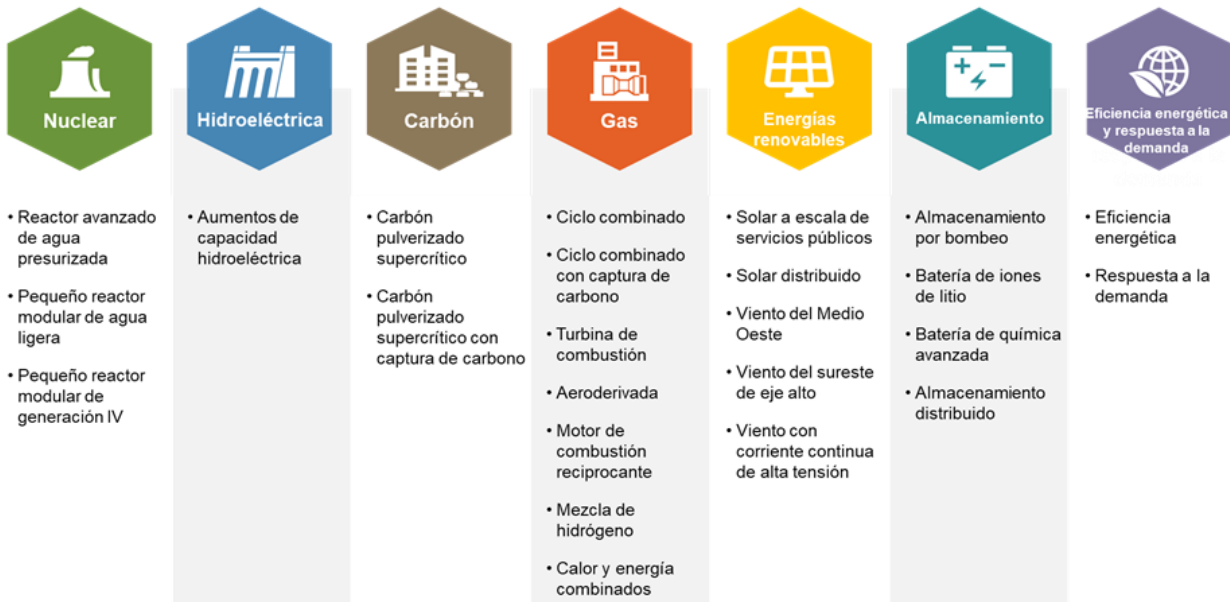 Nuclear
• Reactor avanzado
de agua
presurizada
• Pequeño reactor
modular de agua
ligera
• Pequeño reactor
modular de
generación IV
Hidroeléctrica
• Aumentos de
capacidad
hidroeléctrica
Carbón
• Carbón
pulverizado
supercrítico
• Carbón
pulverizado
supercrítico con
captura de carbono
Gas
• Ciclo combinado
• Ciclo combinado
con captura de
carbono
• Turbina de
combustión
• Aeroderivada
• Motor de
combustión
reciprocante
• Mezcla de
hidrógeno
• Calor y energía
combinados
Energías
renovables
• Solar a escala de
servicios públicos
• Solar distribuido
• Viento del Medio
Oeste
• Viento del sureste
de eje alto
• Viento con
corriente continua
de alta tensión
Almacenamiento
• Almacenamiento
por bombeo
• Batería de iones
de litio
• Batería de química
avanzada
• Almacenamiento
distribuido
Eficiencia energética
y respuesta a la
demanda
• Eficiencia
energética
• Respuesta a la
demanda